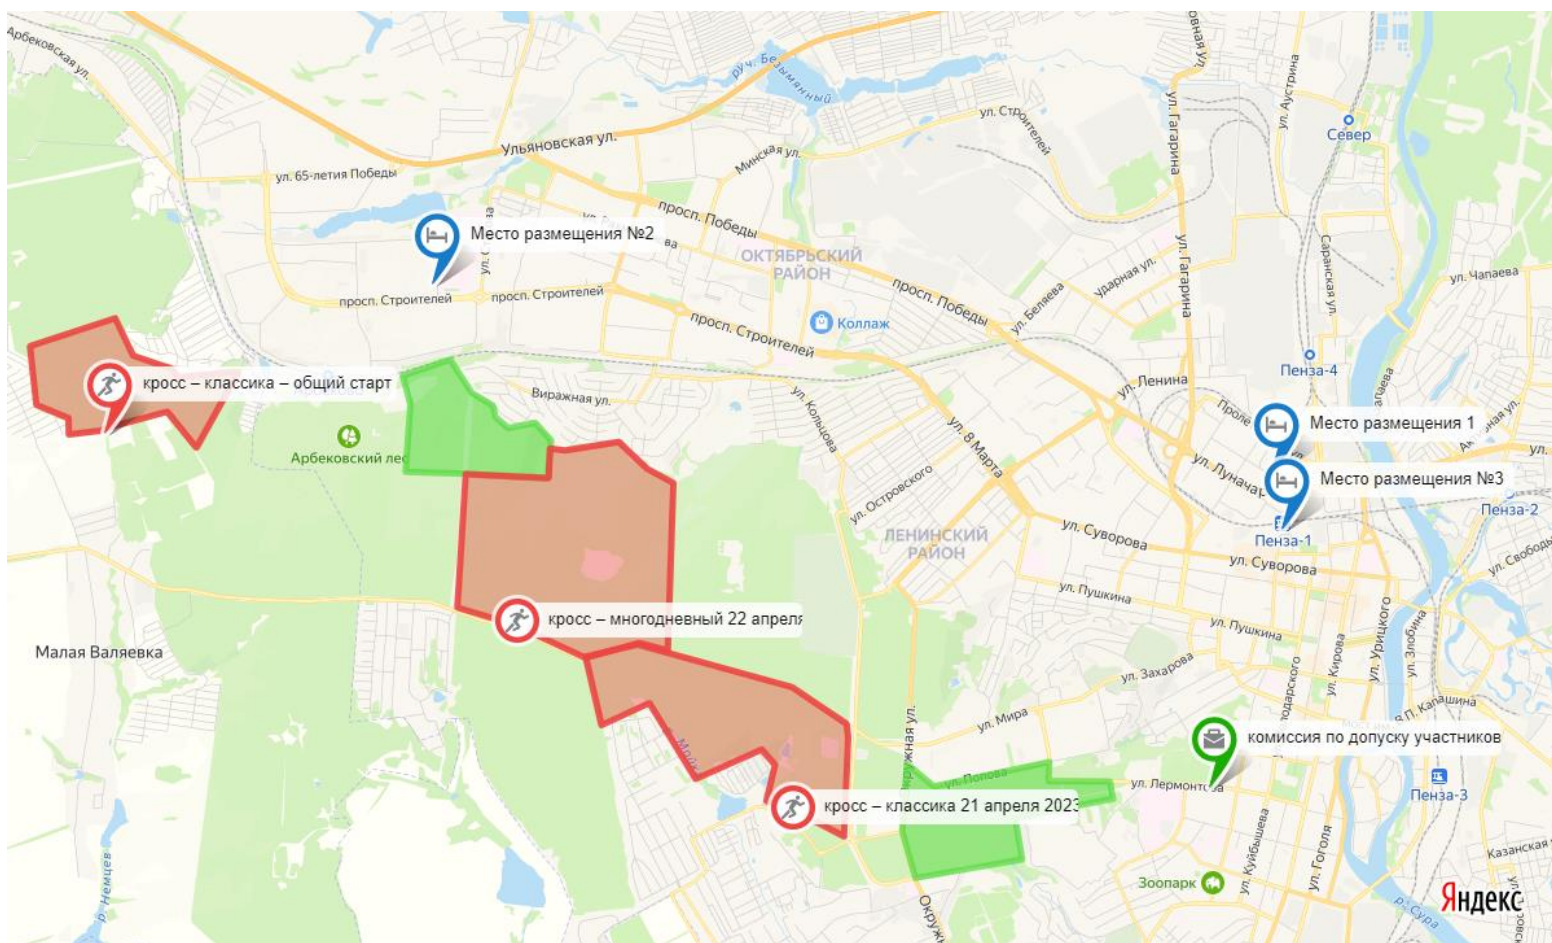 Арбековская ул.
руч. Безымянный
ул. Строителей
ул. Гагарина
ул. Аустрина
Север
Ульяновская ул.
Минская ул.
ул. 65-летия Победы
просп. Победы
Место размещения №2
ОКТЯБРЬСКИЙ
РАЙОН
ул. Гагарина
Саранская ул.
ул. Чапаева
Ударная ул.
ул. Беляева
просп. Победы
просп. Строителей
просп. Строителей
просп. Строителей
Коллаж
Пенза-4
кросс – классика – общий старт
Виражная ул.
ул. Кольцова
ул. Ленина
ул. 8 Марта
Место размещения 1
Арбековский лес
ул. Островского
ул. Луначар
Место размещения №3
Пенза-2
ЛЕНИНСКИЙ
РАЙОН
ул. Суворова
Пенза-1
ул. Суворова
ул. Свободы
ул. Пушкина
ул. Пушкина
кросс – многодневный 22 апреля
Малая Валяевка
ул. Захарова
ул. Кирова
ул. Урицкого
ул. Злобина
ул. Мира
комиссия по допуску участников
ул. Попова
ул. Лермонтова
Пенза-3
кросс – классика 21 апреля 2023
ул. Куйбышева
ул. Гоголя
Казанская
Зоопарк
р. Немцев
р. Сура
Яндекс